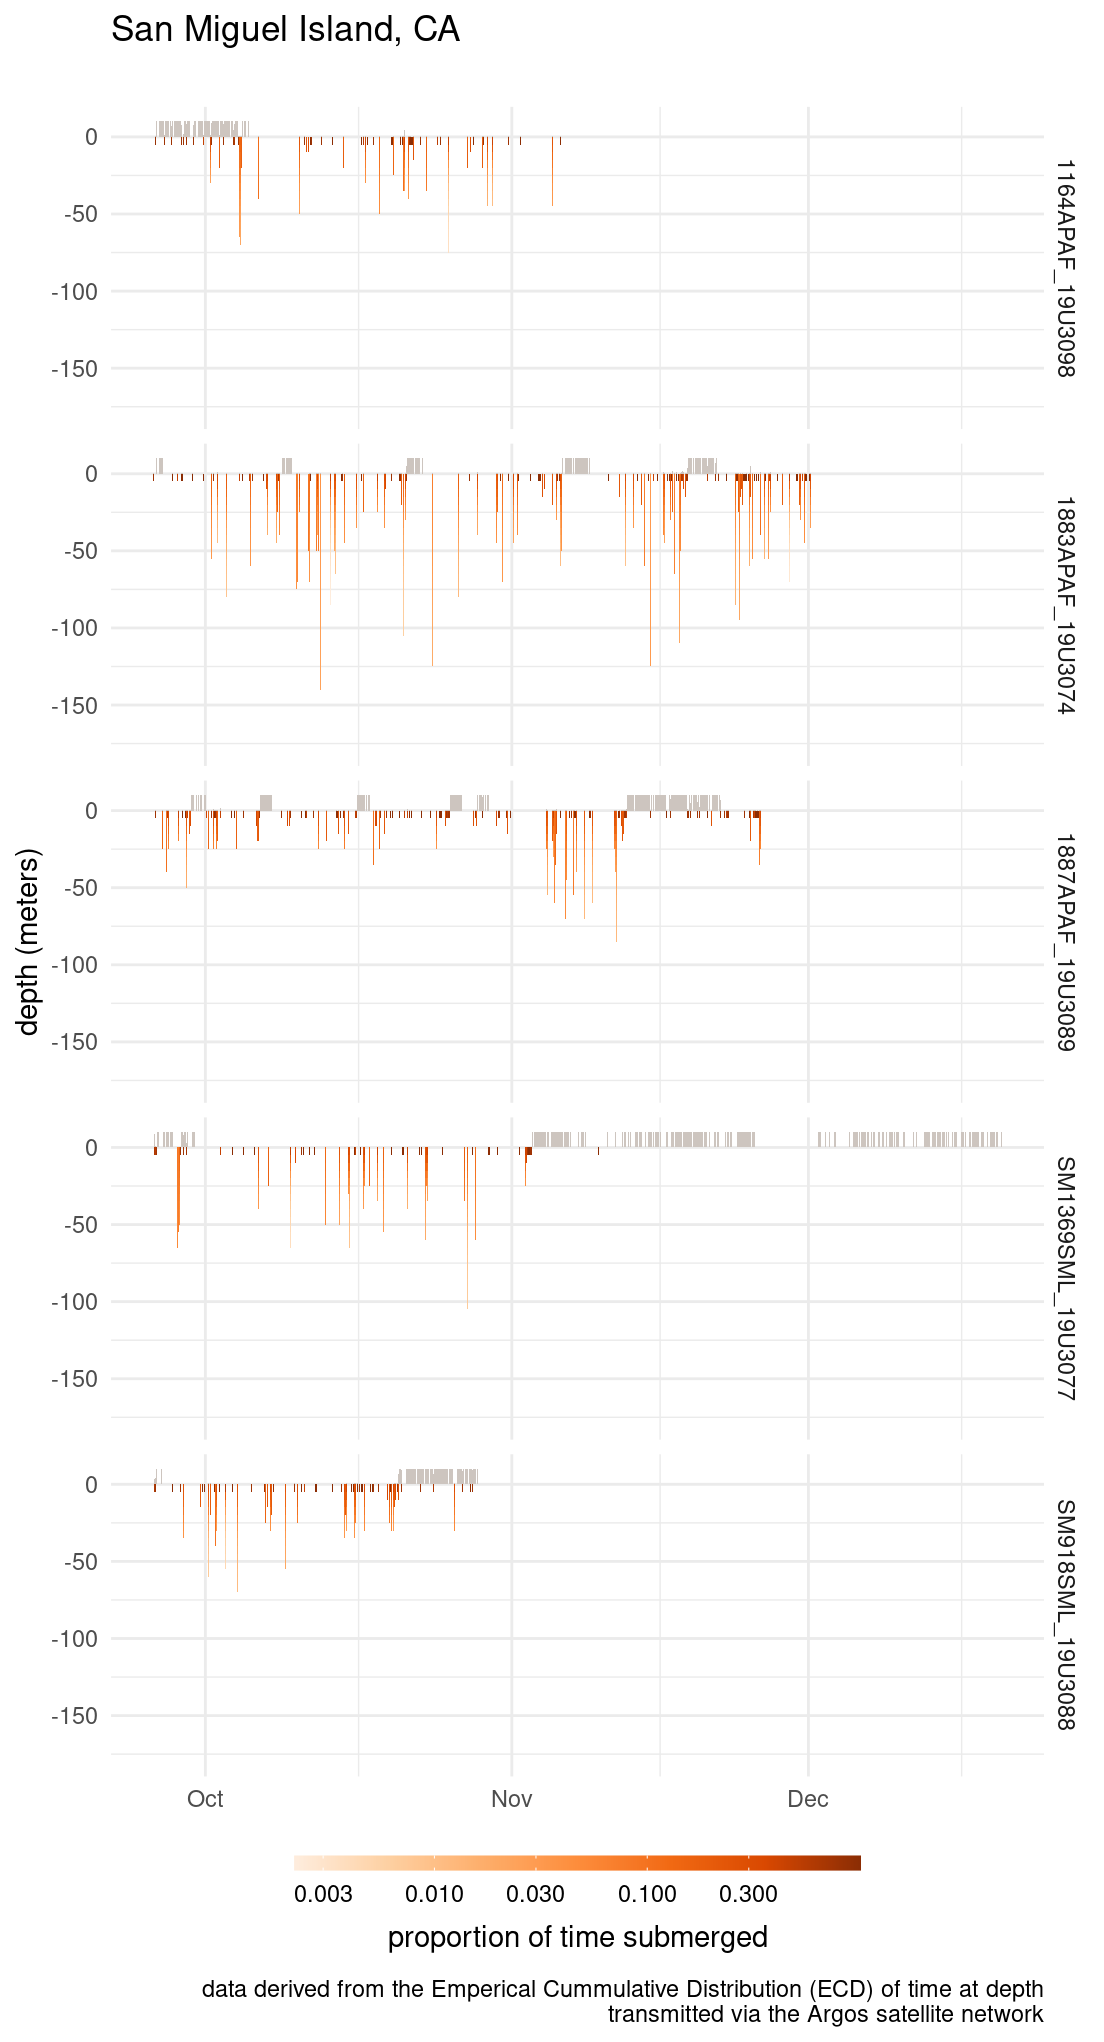 San Miguel Island, CA
0
-50
-100
-150
1164APAF_19U3098
0
-50
-100
-150
1883APAF_19U3074
depth (meters)
0
-50
-100
-150
1887APAF_19U3089
0
-50
-100
-150
SM1369SML_19U3077
0
-50
-100
-150
SM918SML_19U3088
Oct Nov Dec
0.003 0.010 0.030 0.100 0.300
proportion of time submerged
data derived from the Emperical Cummulative Distribution (ECD) of time at depth
transmitted via the Argos satellite network